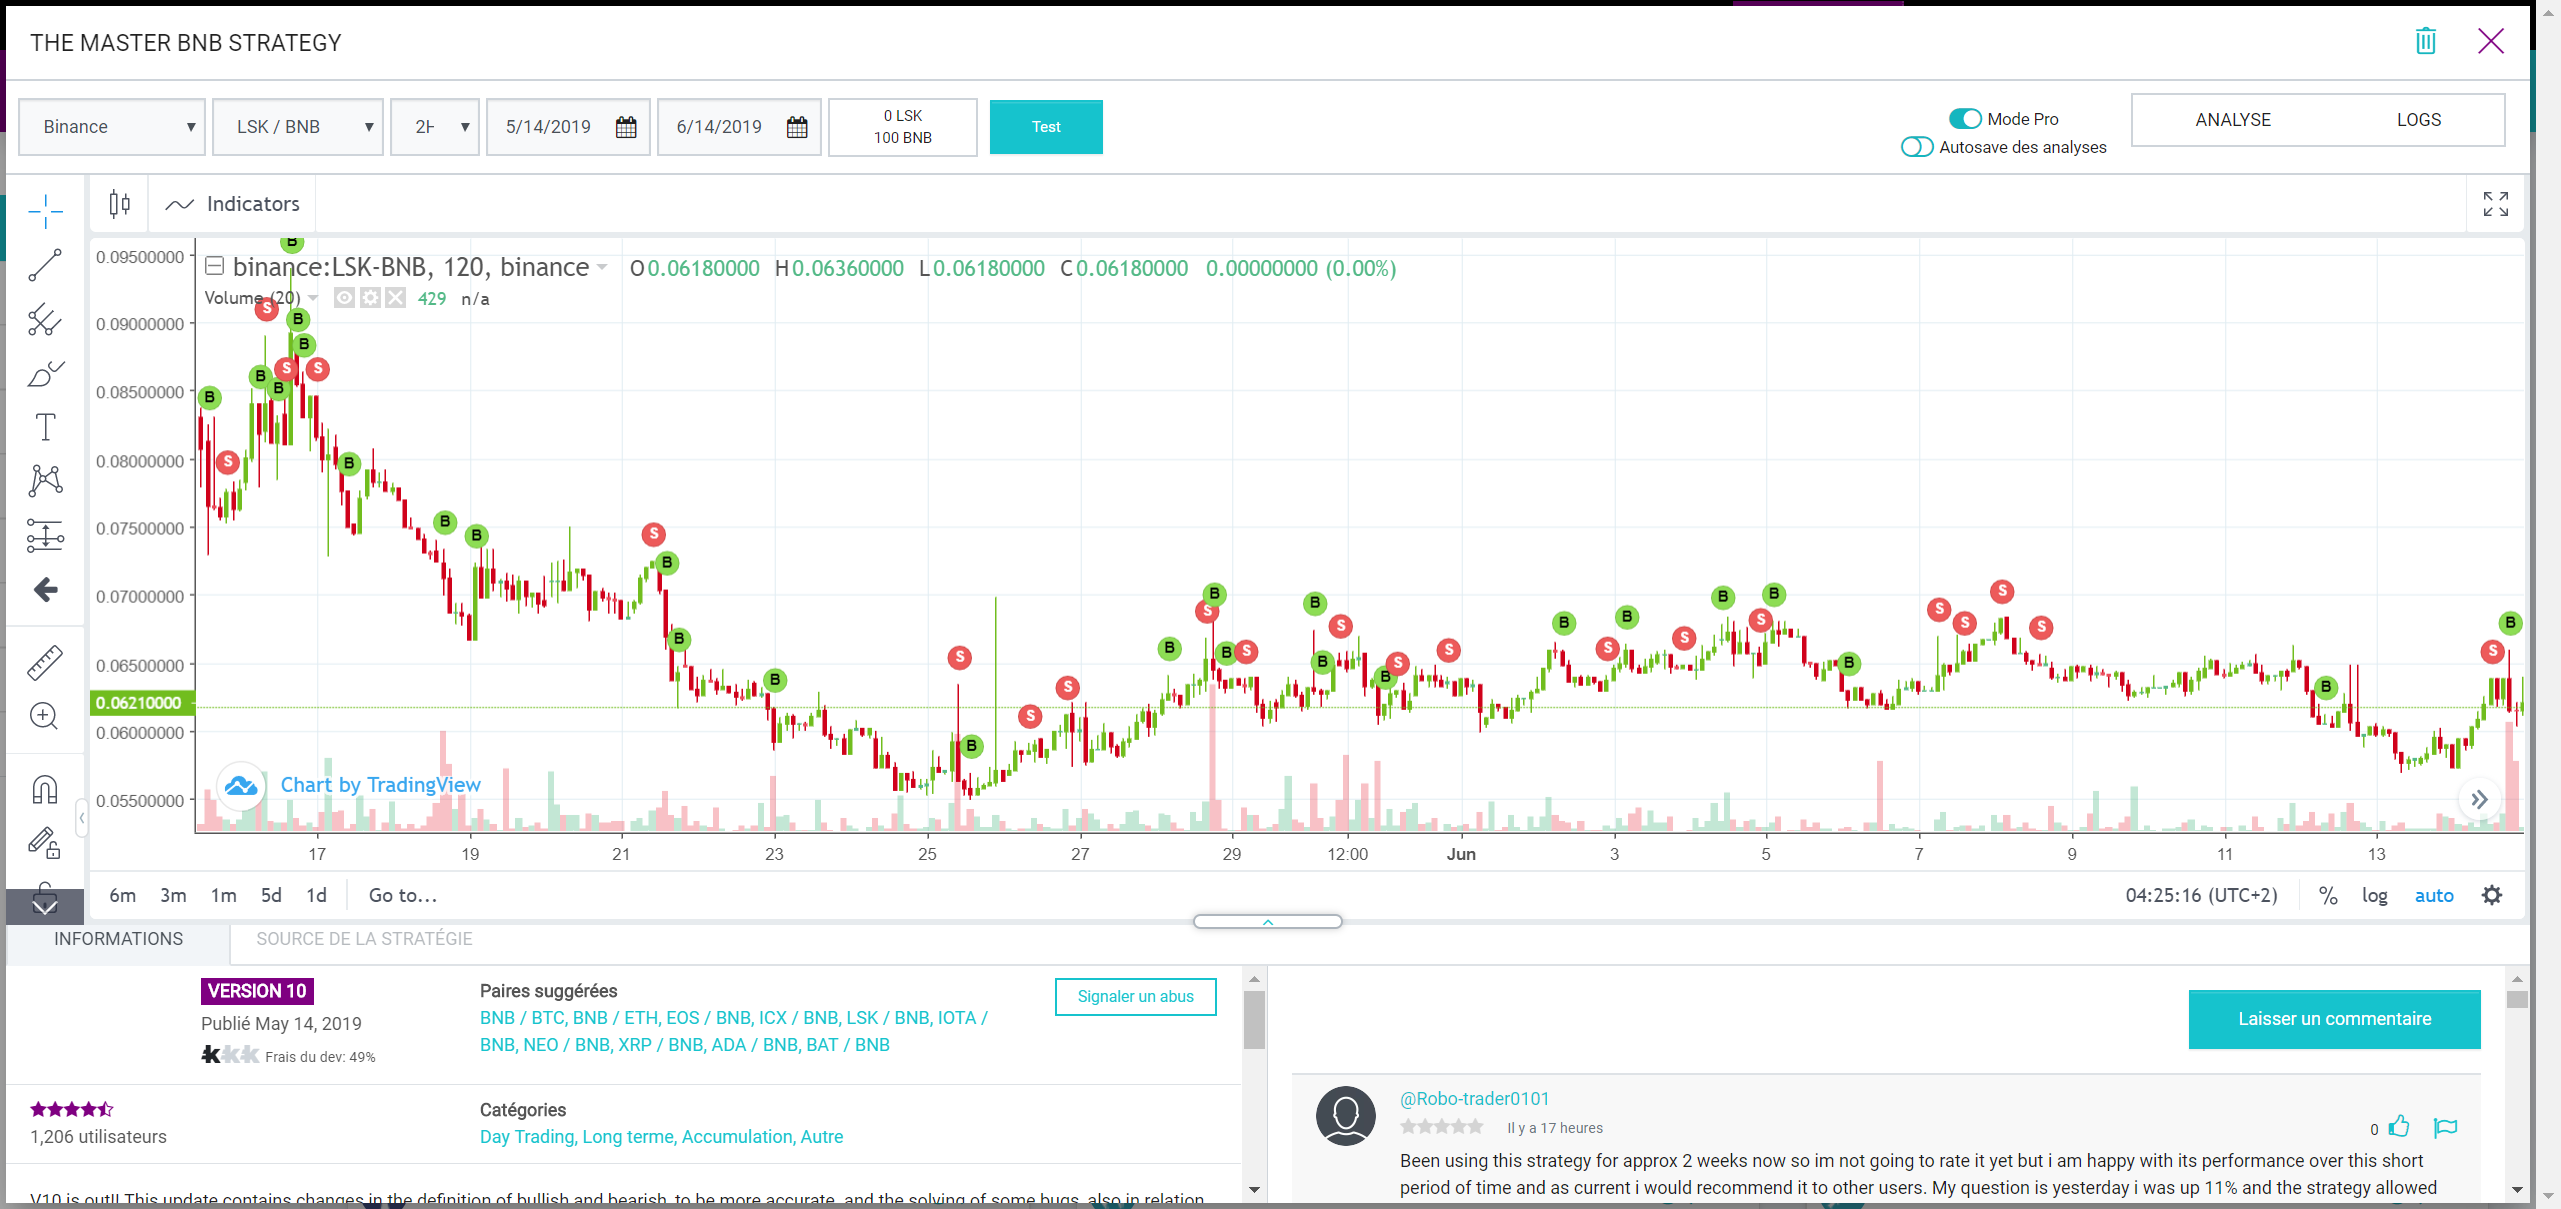 THE MASTER BNB STRATEGY
Binance
LSK / BNB
2H
5/14/2019
6/14/2019
0 LSK
100 BNB
Test
Mode Pro
Autosave des analyses
ANALYSE
LOGS
Indicators
binance:LSK-BNB, 120, binance
O0.06180000 H0.06360000 L0.06180000 C0.06180000 0.00000000 (0.00%)
Volume (20)
429 n/a
0.09500000
0.09000000
0.08500000
0.08000000
0.07500000
0.07000000
0.06500000
0.06210000
0.06000000
0.05500000
Chart by TradingView
17 19 21 23 25 27 29 12:00 Jun 3 5 7 9 11 13
6m 3m 1m 5d 1d Go to...
04:25:16 (UTC+2) % log auto
INFORMATIONS
SOURCE DE LA STRATÉGIE
VERSION 10
Publié May 14, 2019
Frais du dev: 49%
Paires suggérées
BNB / BTC, BNB / ETH, EOS / BNB, ICX / BNB, LSK / BNB, IOTA /
BNB, NEO / BNB, XRP / BNB, ADA / BNB, BAT / BNB
Signaler un abus
1,206 utilisateurs
Catégories
Day Trading, Long terme, Accumulation, Autre
V10 is out!! This update contains changes in the definition of bullish and bearish, to be more accurate, and the solving of some bugs, also in relation
Laisser un commentaire
@Robo-trader0101
Il y a 17 heures
0
Been using this strategy for approx 2 weeks now so im not going to rate it yet but i am happy with its performance over this short
period of time and as current i would recommend it to other users. My question is yesterday i was up 11% and the strategy allowed